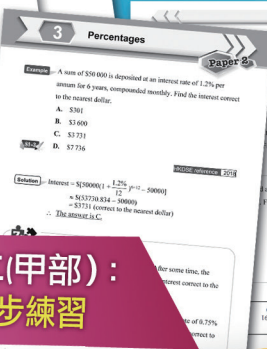 3 Percentages
Paper 2
Example A sum of $50 000 is deposited at an interest rate of 1.2% per
annum for 6 years, compounded monthly. Find the interest correct
to the nearest dollar.
A. $301
B. $3 600
C. $3 731
D. $7 736
HKDSE reference 2018
Solution Interest = $[50000(1 + 1.2%/12)^6×12 − 50000]
≈ $(53730.834 − 50000)
= $3731 (correct to the nearest dollar)
∴ The answer is C.
fter some time, the
nterest correct to the
(甲部)：
步練習
te of 0.75%
orrect to